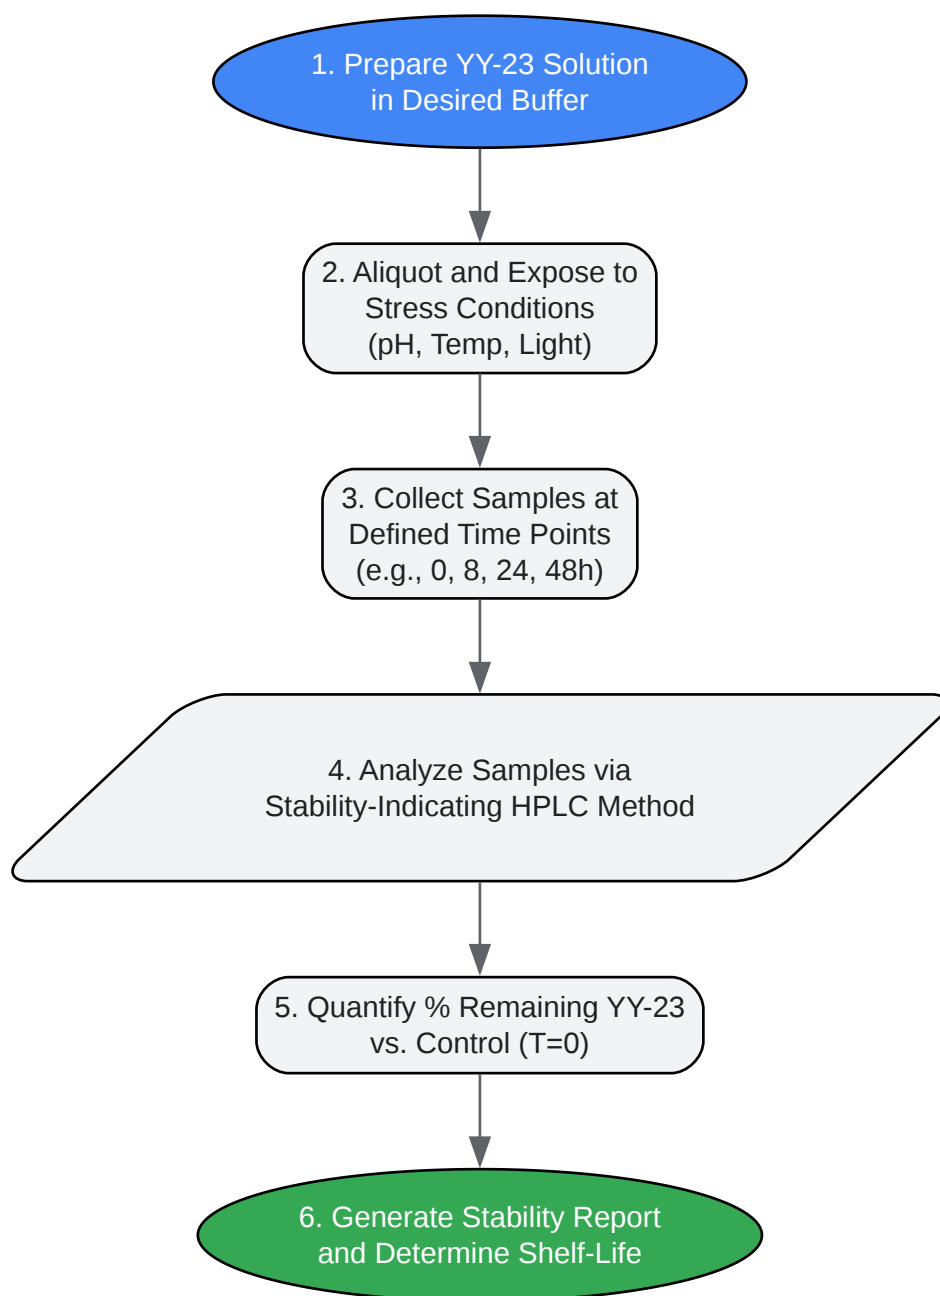 1. Prepare YY-23 Solution
in Desired Buffer
2. Aliquot and Expose to
Stress Conditions
(pH, Temp, Light)
3. Collect Samples at
Defined Time Points
(e.g., 0, 8, 24, 48h)
4. Analyze Samples via
Stability-Indicating HPLC Method
5. Quantify % Remaining YY-23
vs. Control (T=0)
6. Generate Stability Report
and Determine Shelf-Life